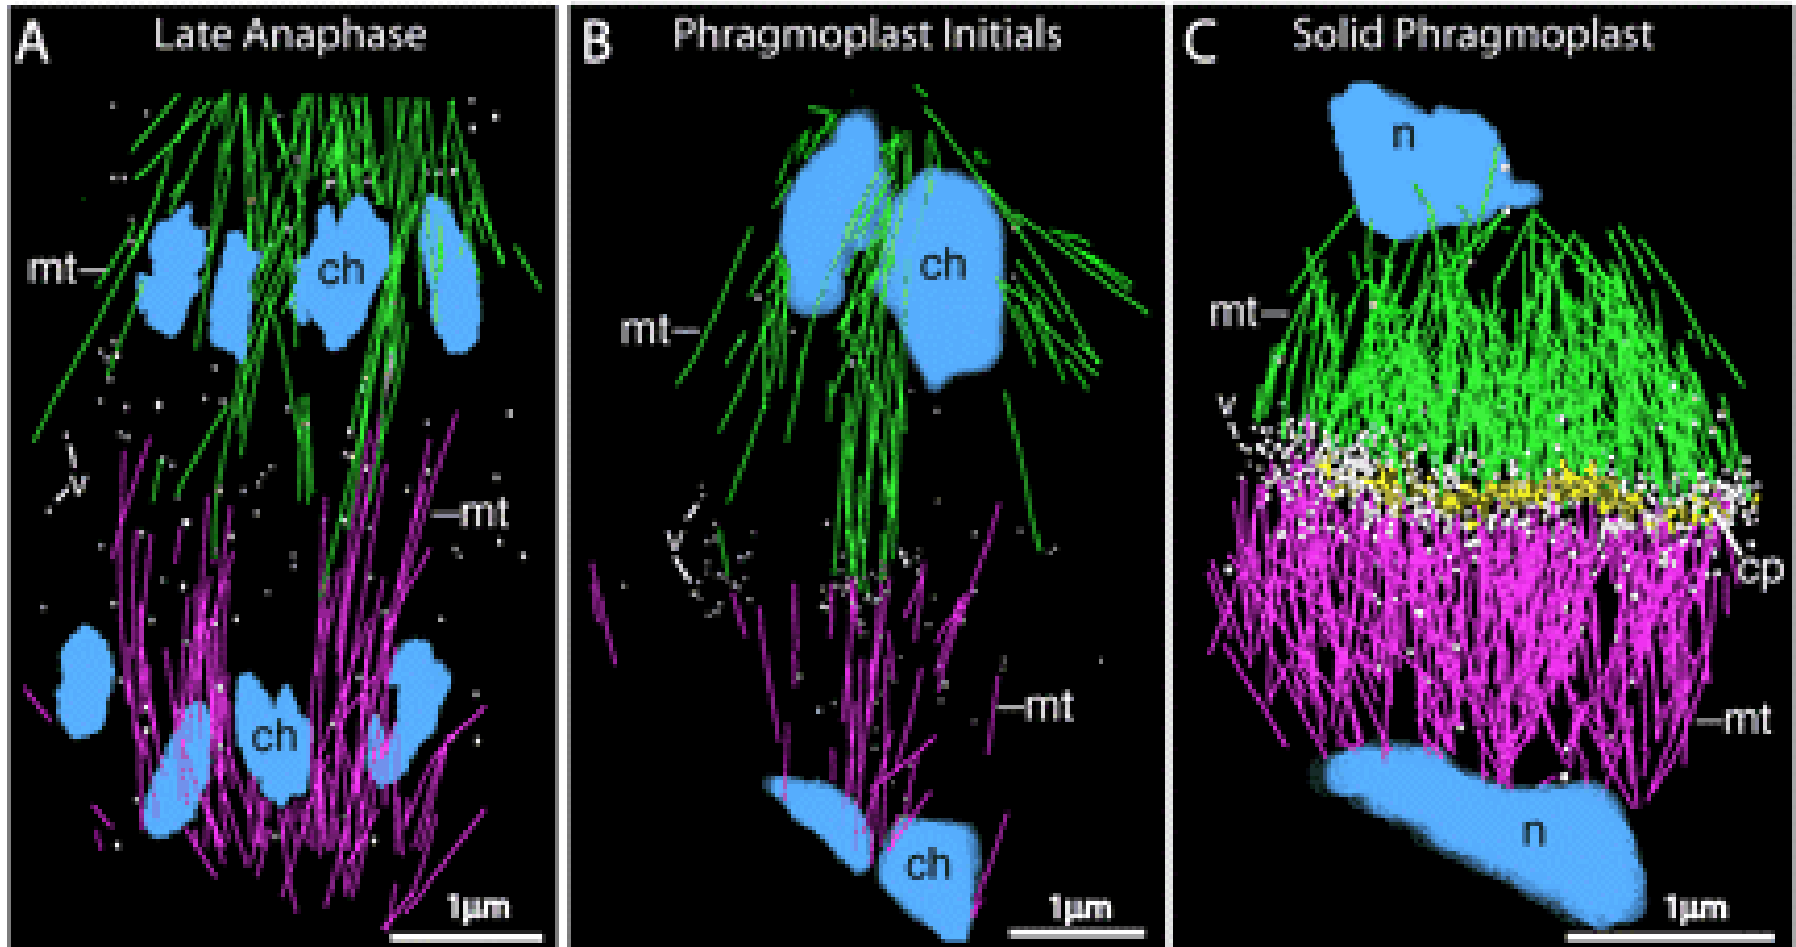 A Late Anaphase
mt
ch
v
mt
ch
1μm
B Phragmoplast Initials
ch
mt
v
mt
ch
1μm
C Solid Phragmoplast
n
mt
v
cp
mt
n
1μm